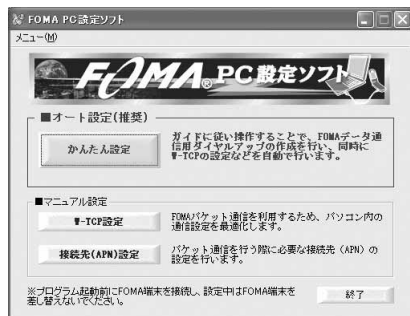 FOMA PC設定ソフト
メニュー(M)
FOMA® PC設定ソフト
■オート設定(推奨)
かんたん設定
ガイドに従い操作することで、FOMAデータ通
信用ダイヤルアップの作成を行い、同時に
W-TCPの設定などを自動で行います。
■マニュアル設定
W-TCP設定
FOMAパケット通信を利用するため、パソコン内の
通信設定を最適化します。
接続先(APN)設定
パケット通信を行う際に必要な接続先（APN）の
設定を行います。
※プログラム起動前にFOMA端末を接続し、設定中はFOMA端末を
差し替えないでください。
終了